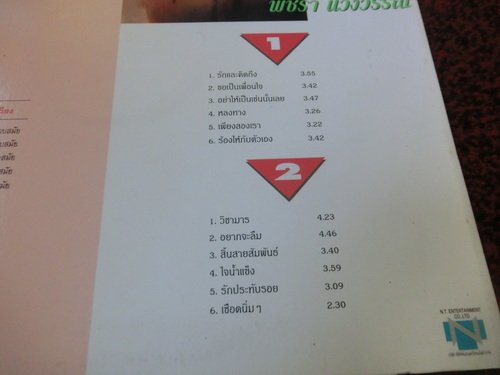 พัชรา แวงวรรณ
1
1. รักและคิดถึง 3.55
2. ขอเป็นเพื่อนใจ 3.42
3. อย่าให้เป็นเช่นนั้นเลย 3.47
4. หลงทาง 3.26
5. เพียงสองเรา 3.22
6. ร้องไห้กับตัวเอง 3.42
2
1. วิชามาร 4.23
2. อยากจะลืม 4.46
3. สิ้นสายสัมพันธ์ 3.40
4. ใจน้ำแข็ง 3.59
5. รักประทับรอย 3.09
6. เชือดนิ่มๆ 2.30
N.T. ENTERTAINMENT
CO.,LTD
N